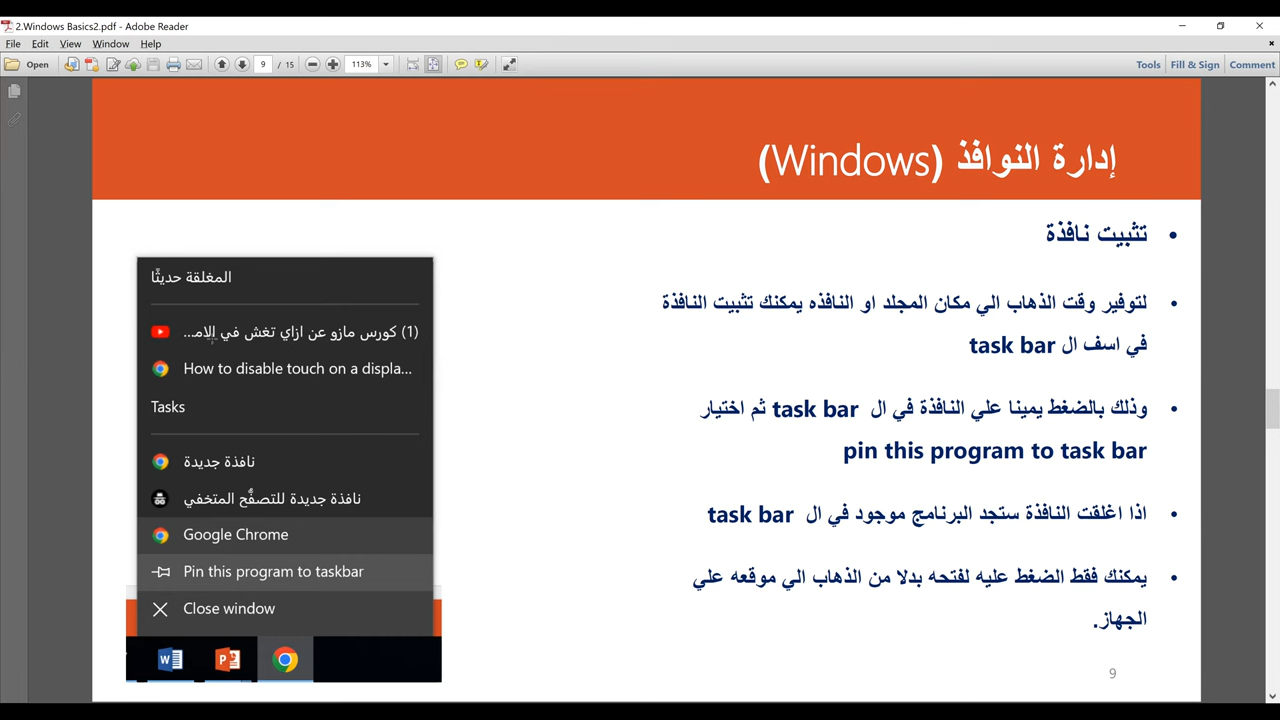 2.Windows Basics2.pdf - Adobe Reader
File Edit View Window Help
Open 9 / 15 113% Tools Fill & Sign Comment
إدارة النوافذ (Windows)
• تثبيت نافذة
• لتوفير وقت الذهاب الي مكان المجلد او النافذه يمكنك تثبيت النافذة
في اسف ال task bar
• وذلك بالضغط يمينا علي النافذة في ال task bar ثم اختيار
pin this program to task bar
• اذا اغلقت النافذة ستجد البرنامج موجود في ال task bar
• يمكنك فقط الضغط عليه لفتحه بدلا من الذهاب الي موقعه علي
الجهاز.
المغلقة حديثًا
(1) كورس مازو عن ازاي تغش في الام...
How to disable touch on a displa...
Tasks
نافذة جديدة
نافذة جديدة للتصفُّح المتخفي
Google Chrome
Pin this program to taskbar
Close window
9